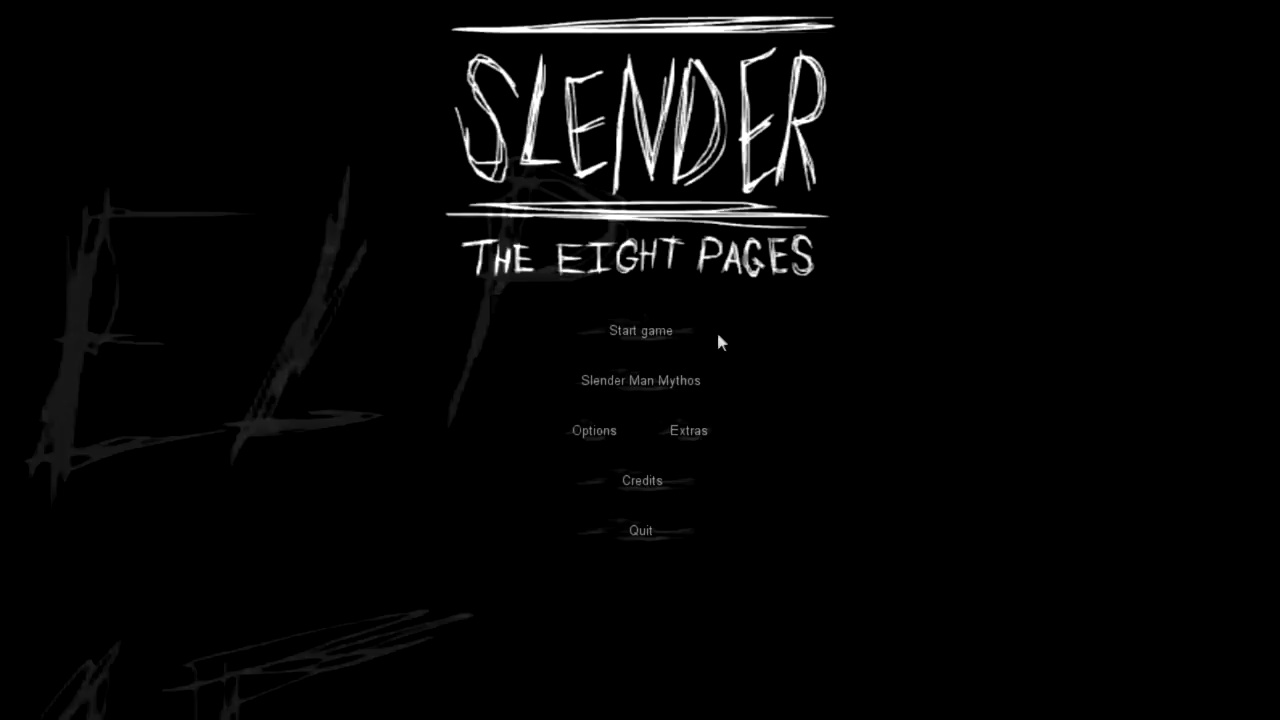 SLENDER
THE EIGHT PAGES
Start game
Slender Man Mythos
Options Extras
Credits
Quit